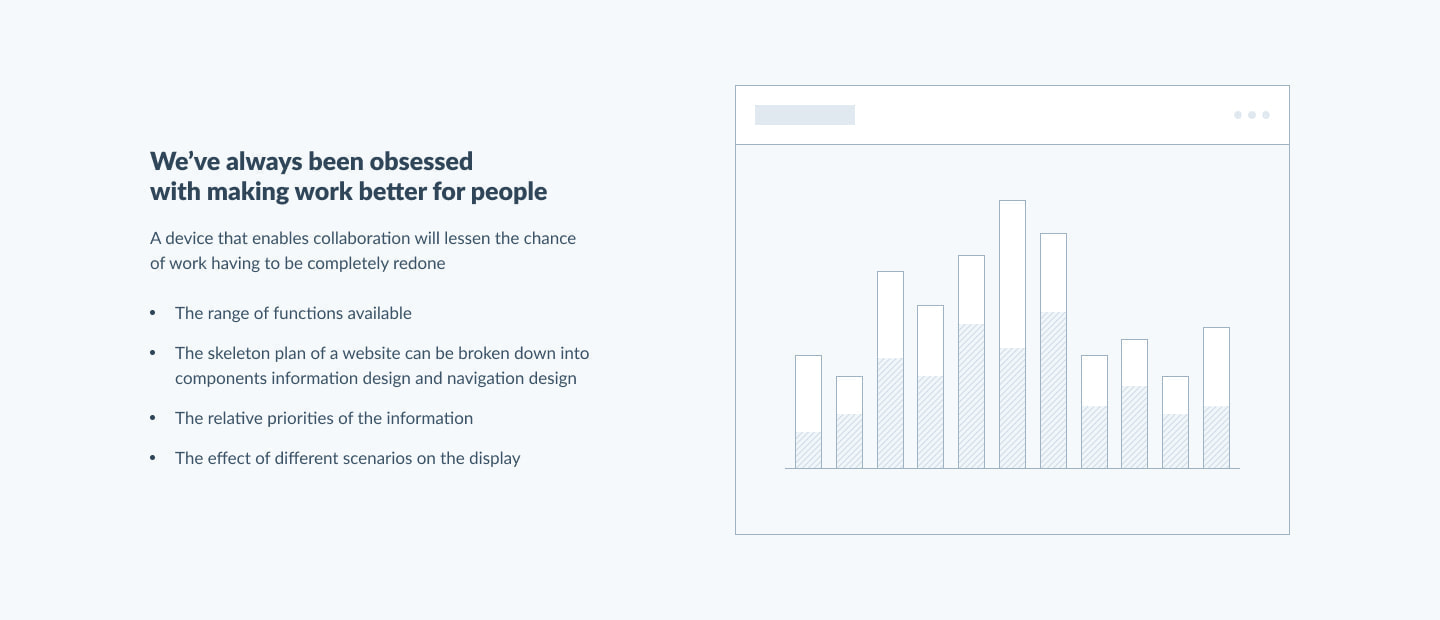 We’ve always been obsessed
with making work better for people
A device that enables collaboration will lessen the chance
of work having to be completely redone
• The range of functions available
• The skeleton plan of a website can be broken down into
components information design and navigation design
• The relative priorities of the information
• The effect of different scenarios on the display